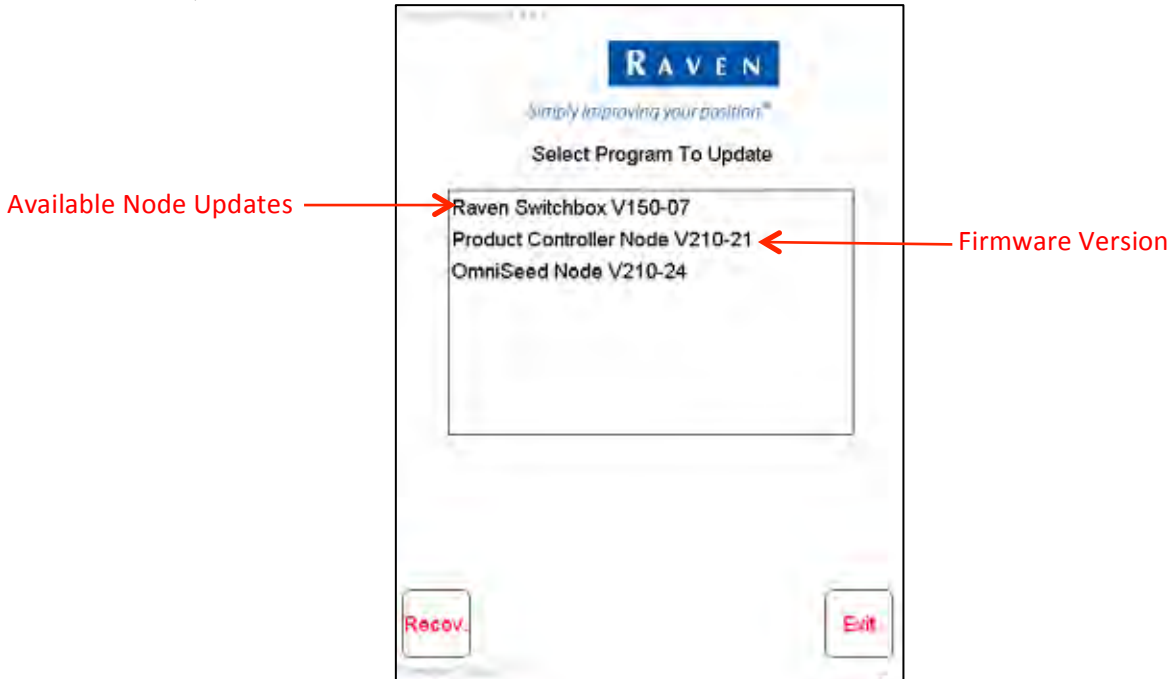 RAVEN
Simply improving your position.®
Select Program To Update
Available Node Updates
Raven Switchbox V150-07
Product Controller Node V210-21
Firmware Version
OmniSeed Node V210-24
Recov.
Exit